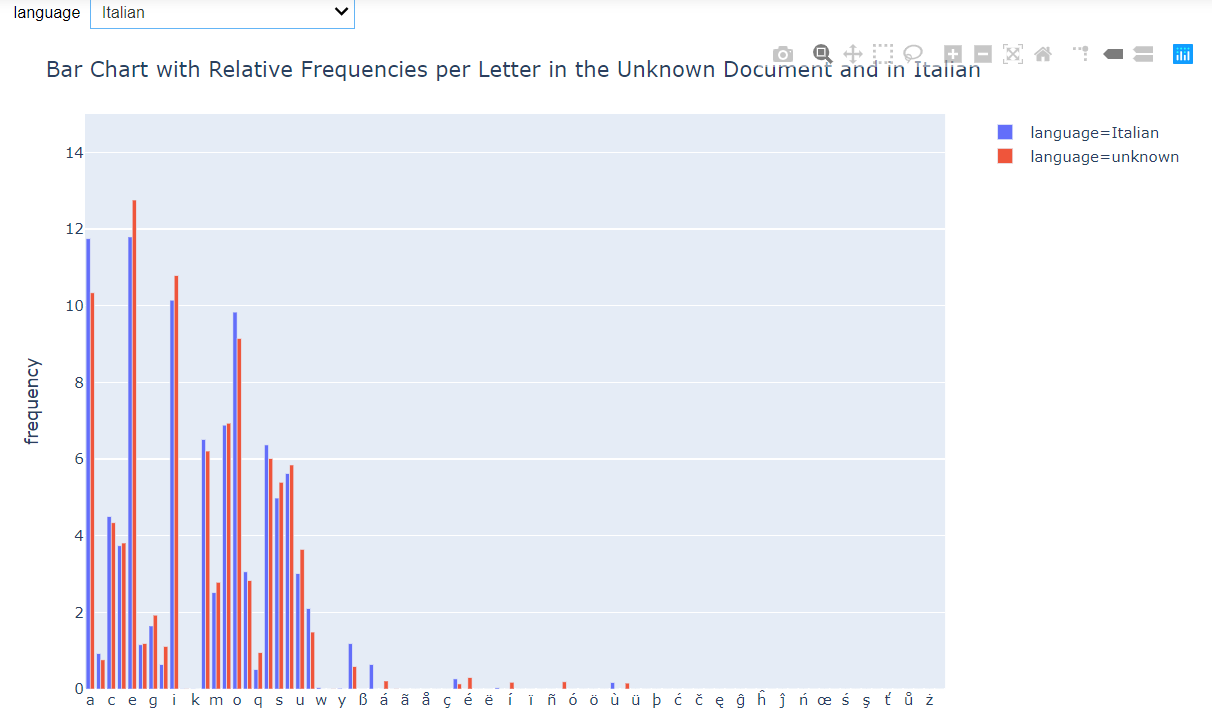 language Italian
Bar Chart with Relative Frequencies per Letter in the Unknown Document and in Italian
language=Italian
language=unknown
14
12
10
8
6
4
2
0
frequency
a c e g i k m o q s u w y ß á ã å ç é ë í ï ñ ó ö ù ü þ ć č ę ĝ ĥ ĵ ń œ ś ş ť ů ż